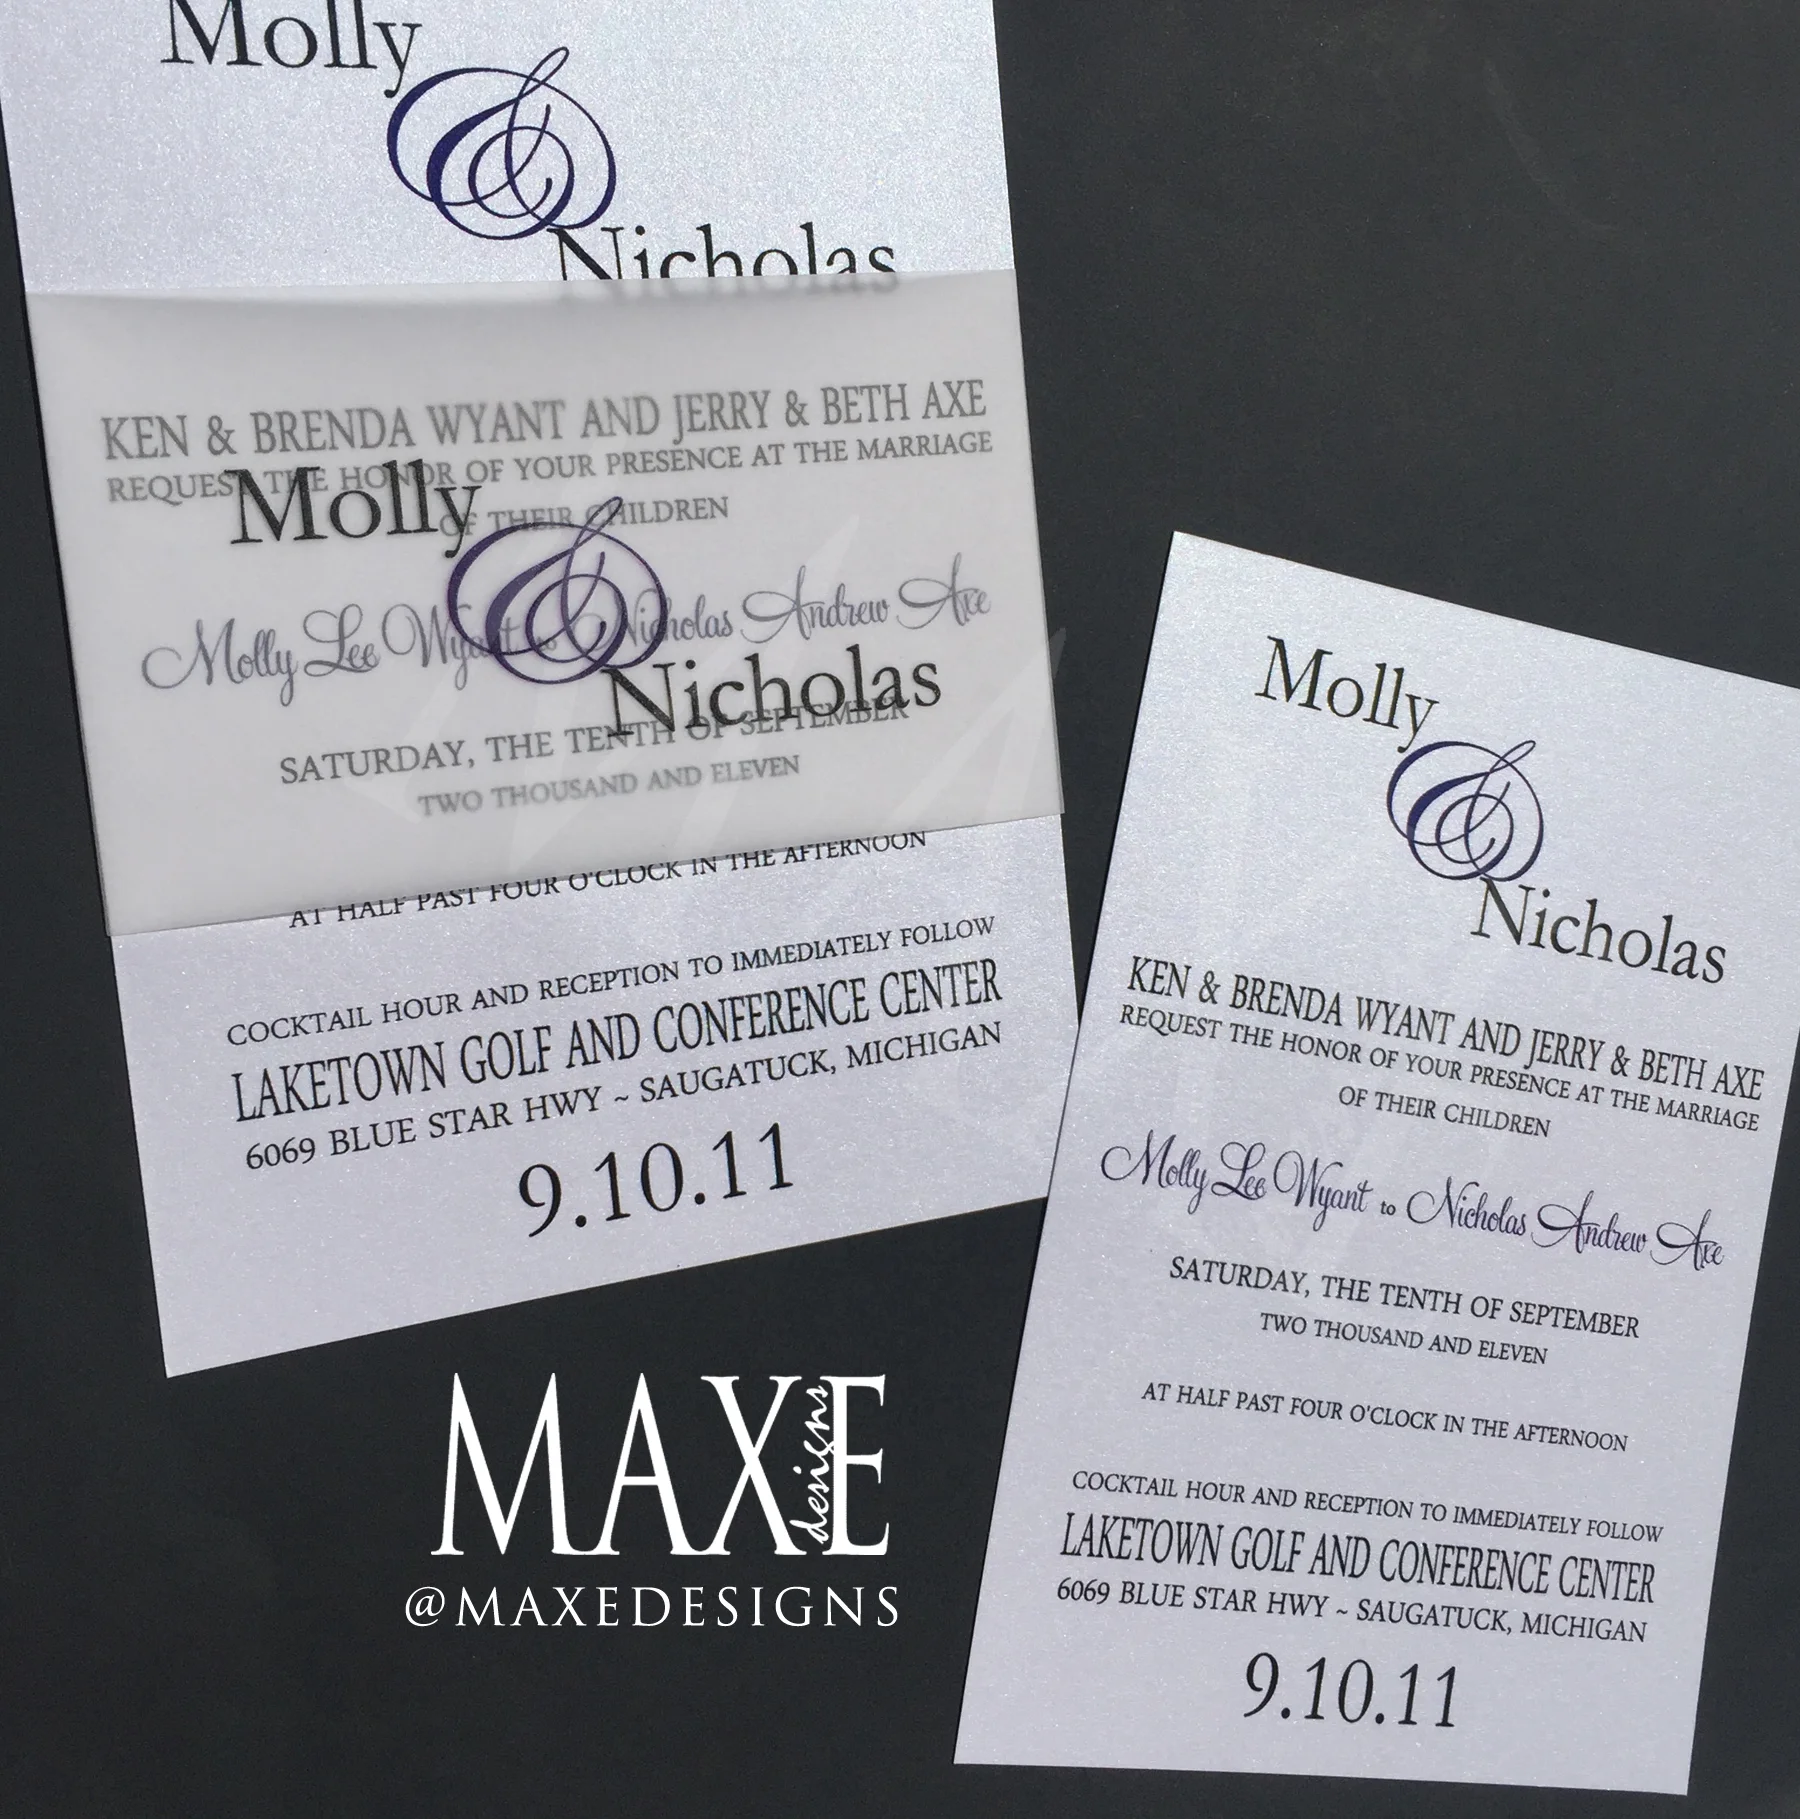 Molly
&
Nicholas
KEN & BRENDA WYANT AND JERRY & BETH AXE
REQUEST THE HONOR OF YOUR PRESENCE AT THE MARRIAGE
OF THEIR CHILDREN
Molly
&
Nicholas
Molly Lee Wyant to Nicholas Andrew Axe
SATURDAY, THE TENTH OF SEPTEMBER
TWO THOUSAND AND ELEVEN
AT HALF PAST FOUR O'CLOCK IN THE AFTERNOON
COCKTAIL HOUR AND RECEPTION TO IMMEDIATELY FOLLOW
LAKETOWN GOLF AND CONFERENCE CENTER
6069 BLUE STAR HWY ~ SAUGATUCK, MICHIGAN
9.10.11
Molly
&
Nicholas
KEN & BRENDA WYANT AND JERRY & BETH AXE
REQUEST THE HONOR OF YOUR PRESENCE AT THE MARRIAGE
OF THEIR CHILDREN
Molly Lee Wyant to Nicholas Andrew Axe
SATURDAY, THE TENTH OF SEPTEMBER
TWO THOUSAND AND ELEVEN
AT HALF PAST FOUR O'CLOCK IN THE AFTERNOON
COCKTAIL HOUR AND RECEPTION TO IMMEDIATELY FOLLOW
LAKETOWN GOLF AND CONFERENCE CENTER
6069 BLUE STAR HWY ~ SAUGATUCK, MICHIGAN
9.10.11
MAXE
designs
@MAXEDESIGNS